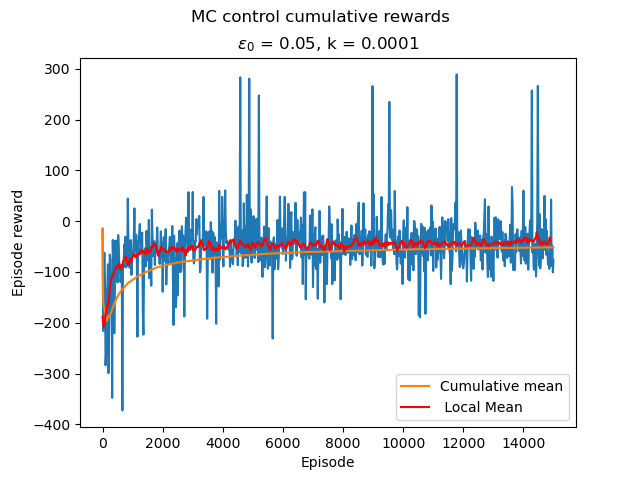 MC control cumulative rewards
ε₀ = 0.05, k = 0.0001
Episode reward
300
200
100
0
−100
−200
−300
−400
0
2000
4000
6000
8000
10000
12000
14000
Episode
Cumulative mean
Local Mean